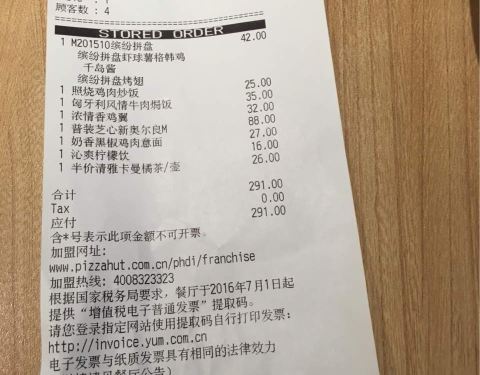 顾客数: 4
STORED ORDER
1 M201510缤纷拼盘 42.00
缤纷拼盘虾球薯格韩鸡
千岛酱
缤纷拼盘烤翅
1 照烧鸡肉炒饭 25.00
1 匈牙利风情牛肉焗饭 35.00
1 浓情香鸡翼 32.00
1 普装芝心新奥尔良M 88.00
1 奶香黑椒鸡肉意面 27.00
1 沁爽柠檬饮 16.00
1 半价清雅卡曼橘茶/壶 26.00
合计 291.00
Tax 0.00
应付 291.00
含*号表示此项金额不可开票。
加盟网址:
www.pizzahut.com.cn/phdi/franchise
加盟热线: 4008323323
根据国家税务局要求，餐厅于2016年7月1日起
提供“增值税电子普通发票”提取码。
请您登录指定网站使用提取码自行打印发票:
http://invoice.yum.com.cn
电子发票与纸质发票具有相同的法律效力